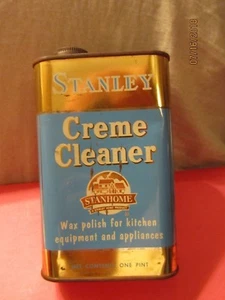 STANLEY
Creme
Cleaner
STANHOME
Wax polish for kitchen
equipment and appliances
ONE PINT